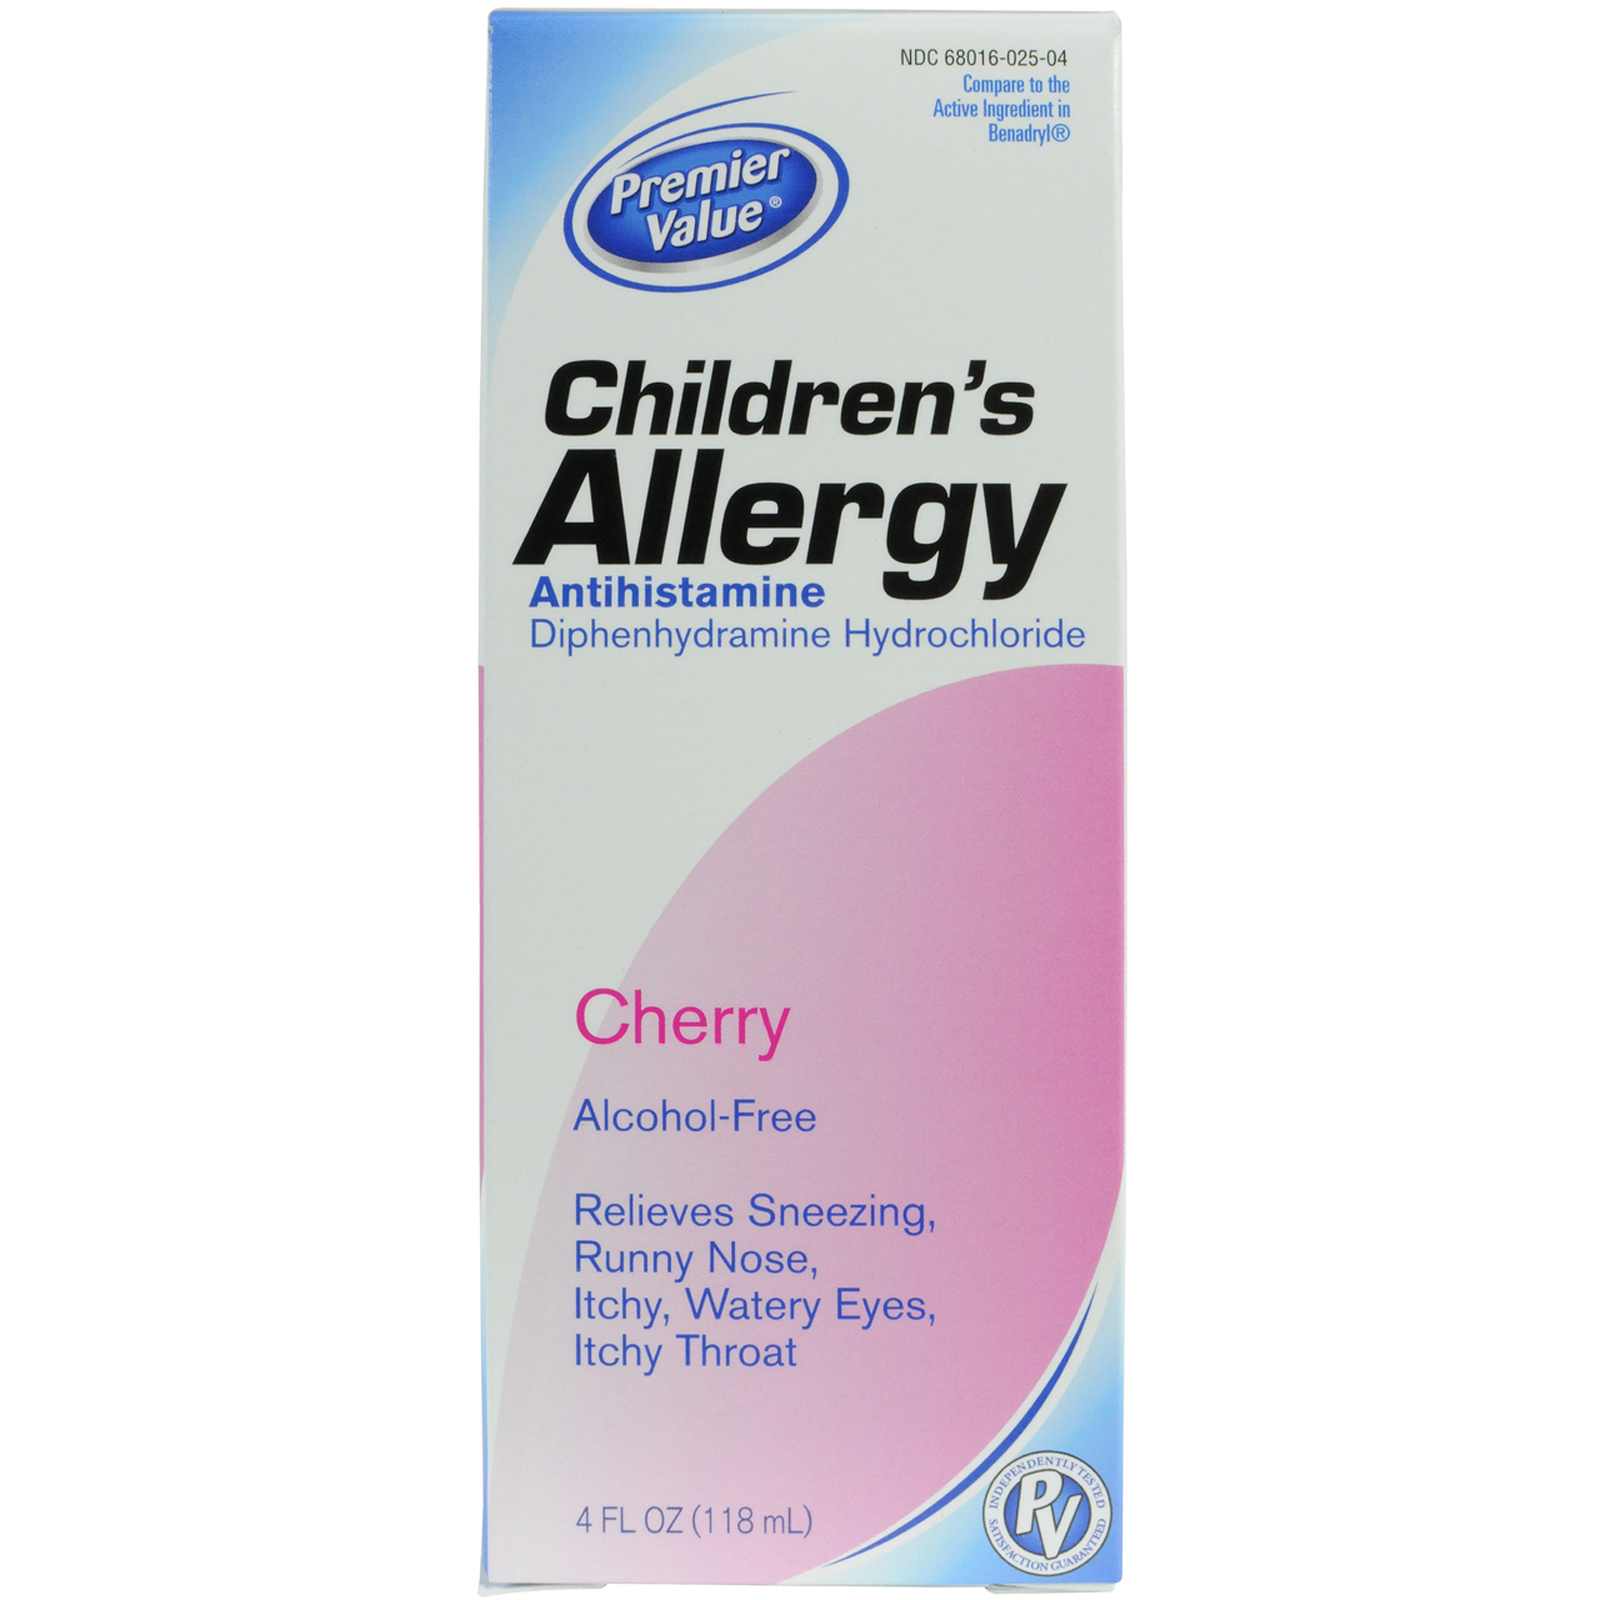 NDC 68016-025-04
Compare to the
Active Ingredient in
Benadryl®
Premier
Value®
Children's
Allergy
Antihistamine
Diphenhydramine Hydrochloride
Cherry
Alcohol-Free
Relieves Sneezing,
Runny Nose,
Itchy, Watery Eyes,
Itchy Throat
4 FL OZ (118 mL)
INDEPENDENTLY TESTED
PV
SATISFACTION GUARANTEED